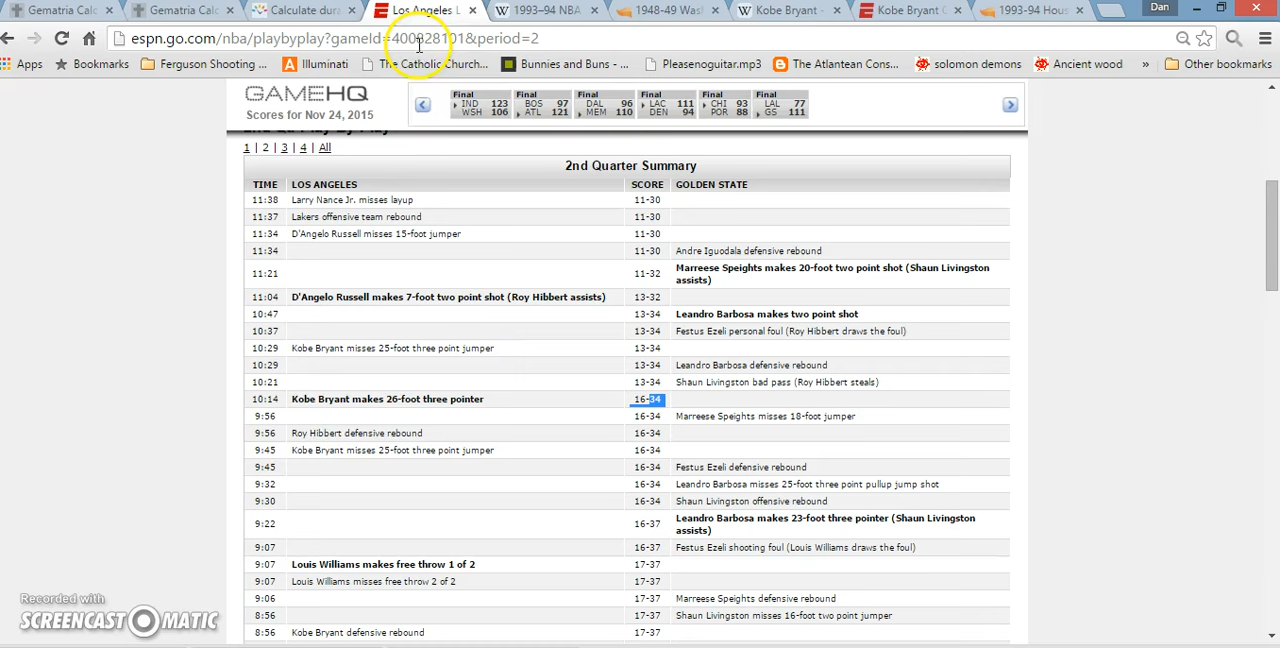 Gematria Calc
Gematria Calc
Calculate dura
Los Angeles L
1993–94 NBA
1948-49 Was
Kobe Bryant -
Kobe Bryant
1993-94 Hous
Dan
espn.go.com/nba/playbyplay?gameId=400828101&period=2
Apps
Bookmarks
Ferguson Shooting ...
Illuminati
The Catholic Church...
Bunnies and Buns - ...
Pleasenoguitar.mp3
The Atlantean Cons...
solomon demons
Ancient wood
»
Other bookmarks
GAMEHQ
Scores for Nov 24, 2015
Final IND 123 WSH 106
Final BOS 97 ATL 121
Final DAL 96 MEM 110
Final LAC 111 DEN 94
Final CHI 93 POR 88
Final LAL 77 GS 111
2nd Qtr Play-by-Play
1 | 2 | 3 | 4 | All
2nd Quarter Summary
TIME LOS ANGELES SCORE GOLDEN STATE
11:38 Larry Nance Jr. misses layup 11-30
11:37 Lakers offensive team rebound 11-30
11:34 D'Angelo Russell misses 15-foot jumper 11-30
11:34 11-30 Andre Iguodala defensive rebound
11:21 11-32 Marreese Speights makes 20-foot two point shot (Shaun Livingston
assists)
11:04 D'Angelo Russell makes 7-foot two point shot (Roy Hibbert assists) 13-32
10:47 13-34 Leandro Barbosa makes two point shot
10:37 13-34 Festus Ezeli personal foul (Roy Hibbert draws the foul)
10:29 Kobe Bryant misses 25-foot three point jumper 13-34
10:29 13-34 Leandro Barbosa defensive rebound
10:21 13-34 Shaun Livingston bad pass (Roy Hibbert steals)
10:14 Kobe Bryant makes 26-foot three pointer 16-34
9:56 16-34 Marreese Speights misses 18-foot jumper
9:56 Roy Hibbert defensive rebound 16-34
9:45 Kobe Bryant misses 25-foot three point jumper 16-34
9:45 16-34 Festus Ezeli defensive rebound
9:32 16-34 Leandro Barbosa misses 25-foot three point pullup jump shot
9:30 16-34 Shaun Livingston offensive rebound
9:22 16-37 Leandro Barbosa makes 23-foot three pointer (Shaun Livingston
assists)
9:07 16-37 Festus Ezeli shooting foul (Louis Williams draws the foul)
9:07 Louis Williams makes free throw 1 of 2 17-37
9:07 Louis Williams misses free throw 2 of 2 17-37
9:06 17-37 Marreese Speights defensive rebound
8:56 17-37 Shaun Livingston misses 16-foot two point jumper
8:56 Kobe Bryant defensive rebound 17-37
Recorded with
SCREENCAST-O-MATIC